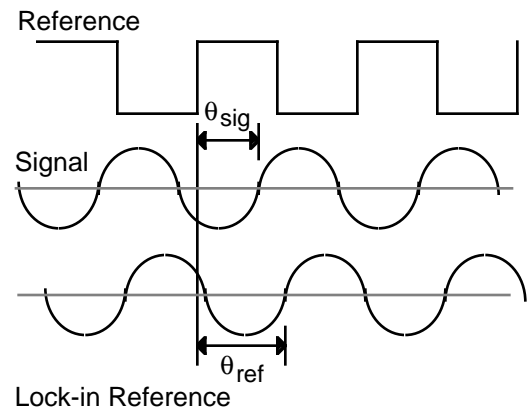 Reference
θsig
Signal
θref
Lock-in Reference